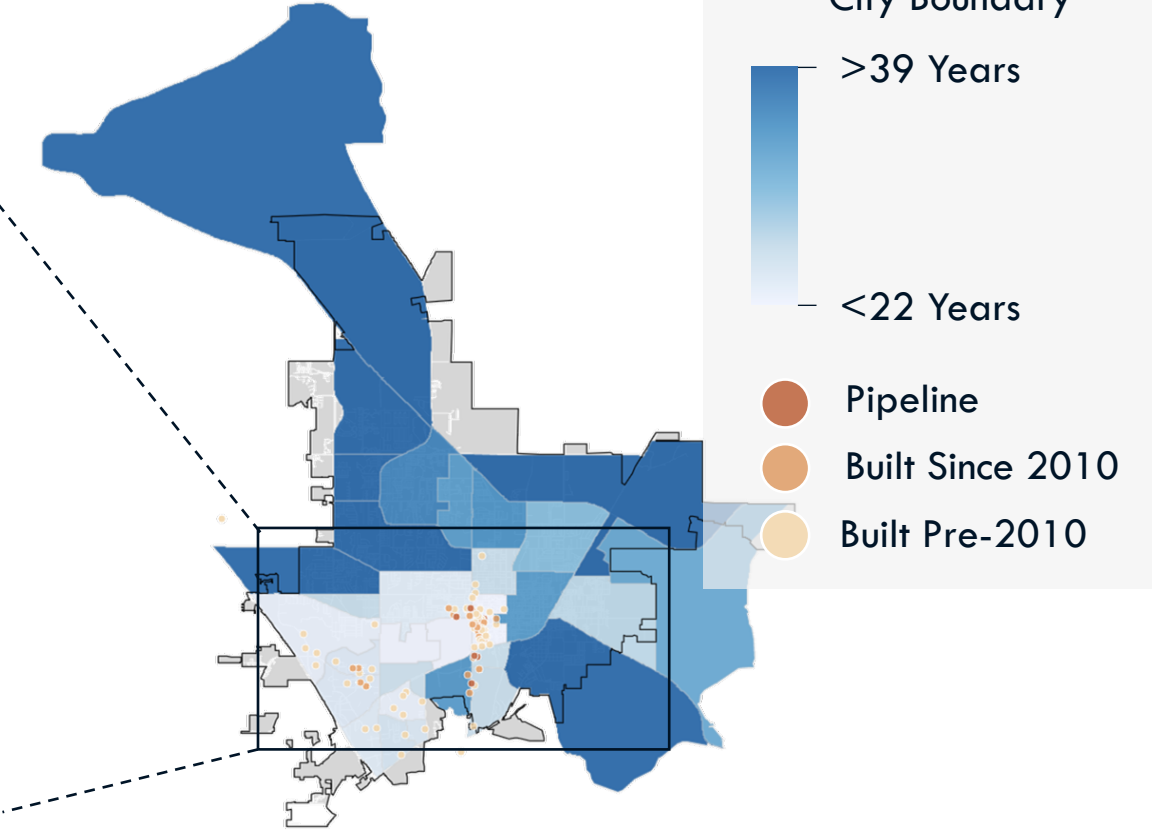 City Boundary
>39 Years
<22 Years
Pipeline
Built Since 2010
Built Pre-2010